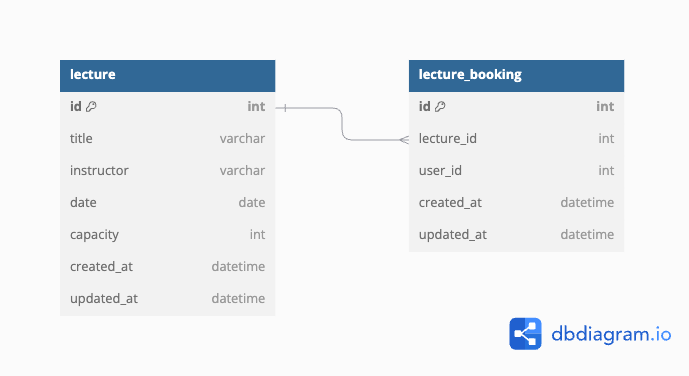 lecture
id int
title varchar
instructor varchar
date date
capacity int
created_at datetime
updated_at datetime
lecture_booking
id int
lecture_id int
user_id int
created_at datetime
updated_at datetime
dbdiagram.io